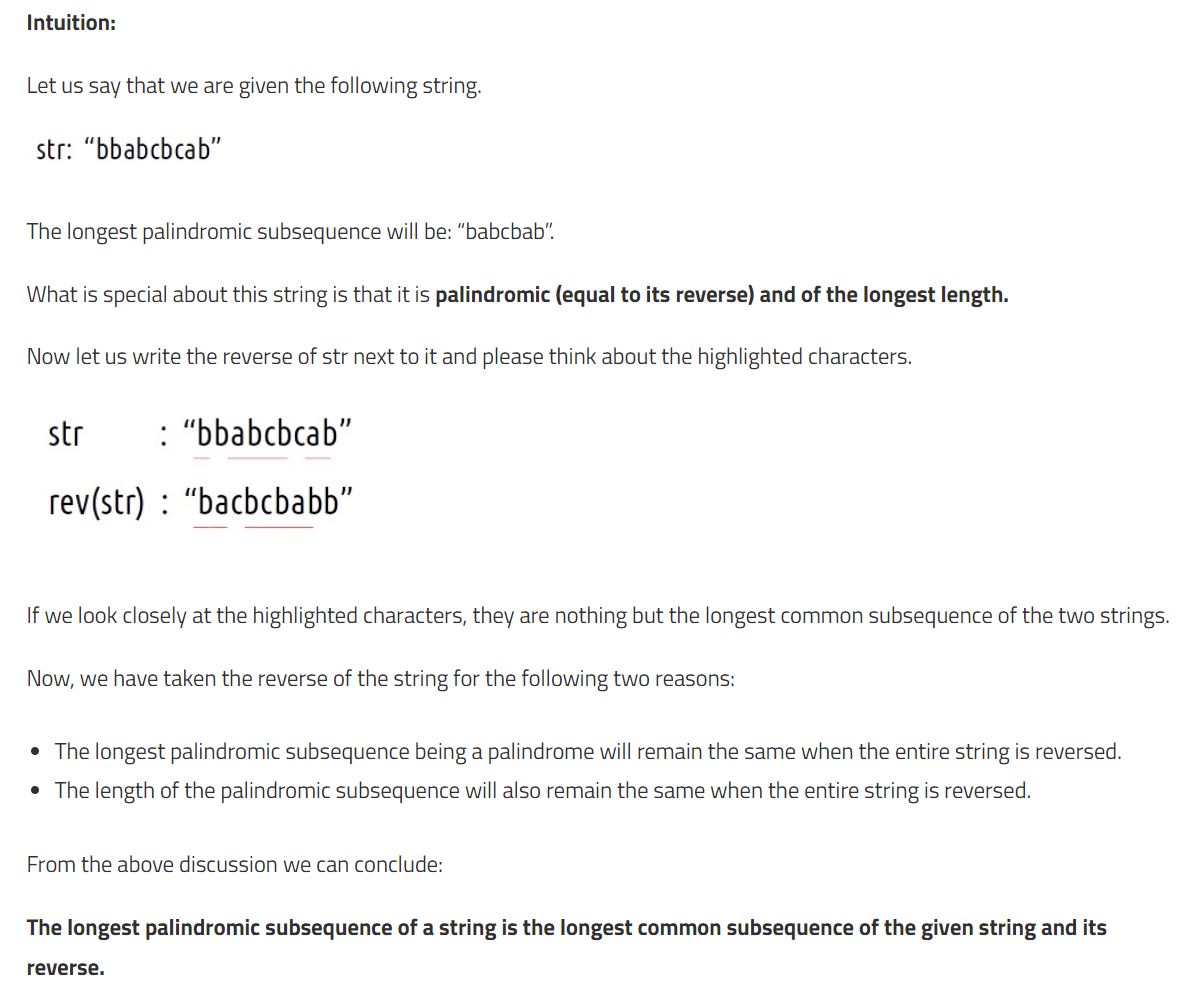 Intuition:
Let us say that we are given the following string.
str: “bbabcbcab”
The longest palindromic subsequence will be: “babcbab”.
What is special about this string is that it is palindromic (equal to its reverse) and of the longest length.
Now let us write the reverse of str next to it and please think about the highlighted characters.
str : “bbabcbcab”
rev(str) : “bacbcbabb”
If we look closely at the highlighted characters, they are nothing but the longest common subsequence of the two strings.
Now, we have taken the reverse of the string for the following two reasons:
• The longest palindromic subsequence being a palindrome will remain the same when the entire string is reversed.
• The length of the palindromic subsequence will also remain the same when the entire string is reversed.
From the above discussion we can conclude:
The longest palindromic subsequence of a string is the longest common subsequence of the given string and its
reverse.